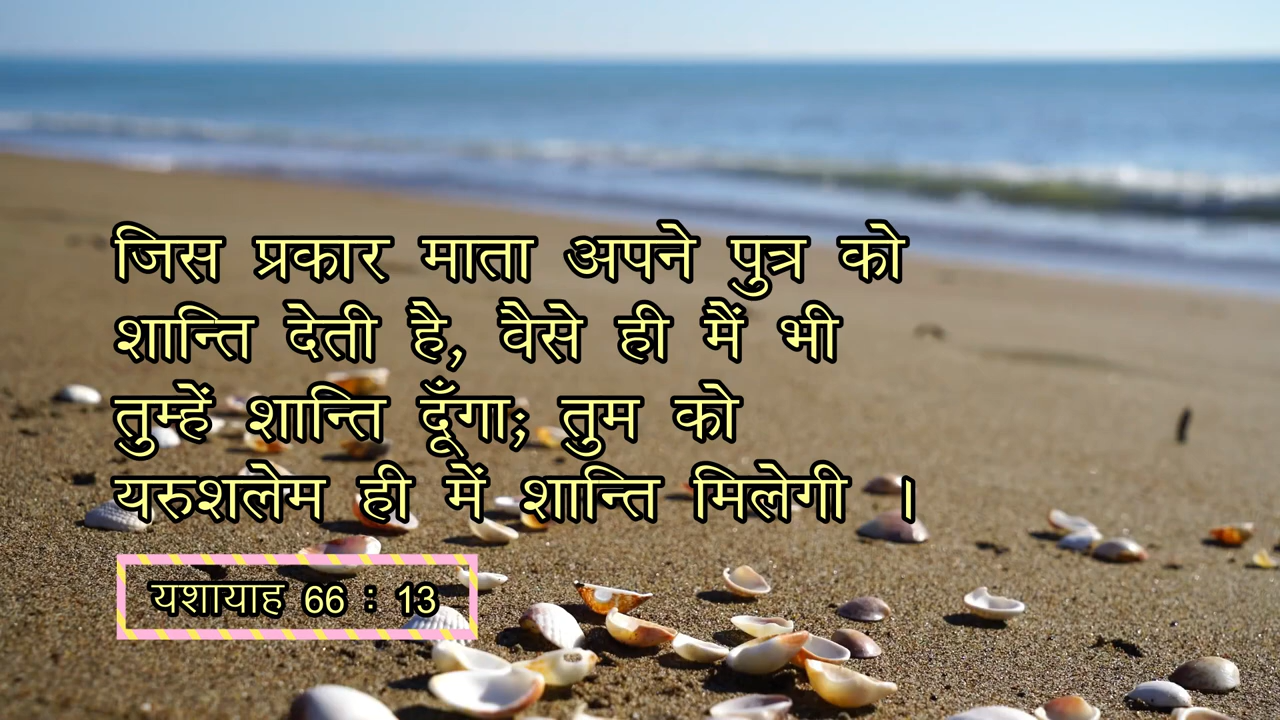 जिस प्रकार माता अपने पुत्र को
शान्ति देती है, वैसे ही मैं भी
तुम्हें शान्ति दूँगा; तुम को
यरुशलेम ही में शान्ति मिलेगी ।
यशायाह 66 : 13